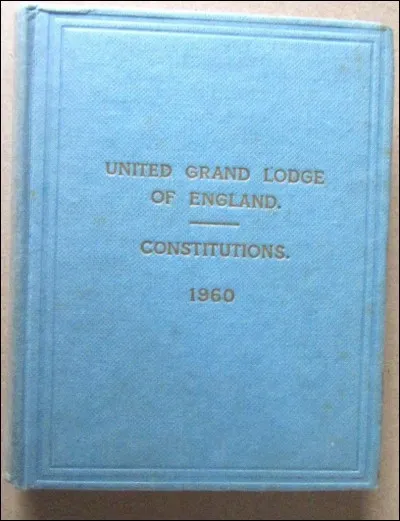 UNITED GRAND LODGE
OF ENGLAND.
CONSTITUTIONS.
1960